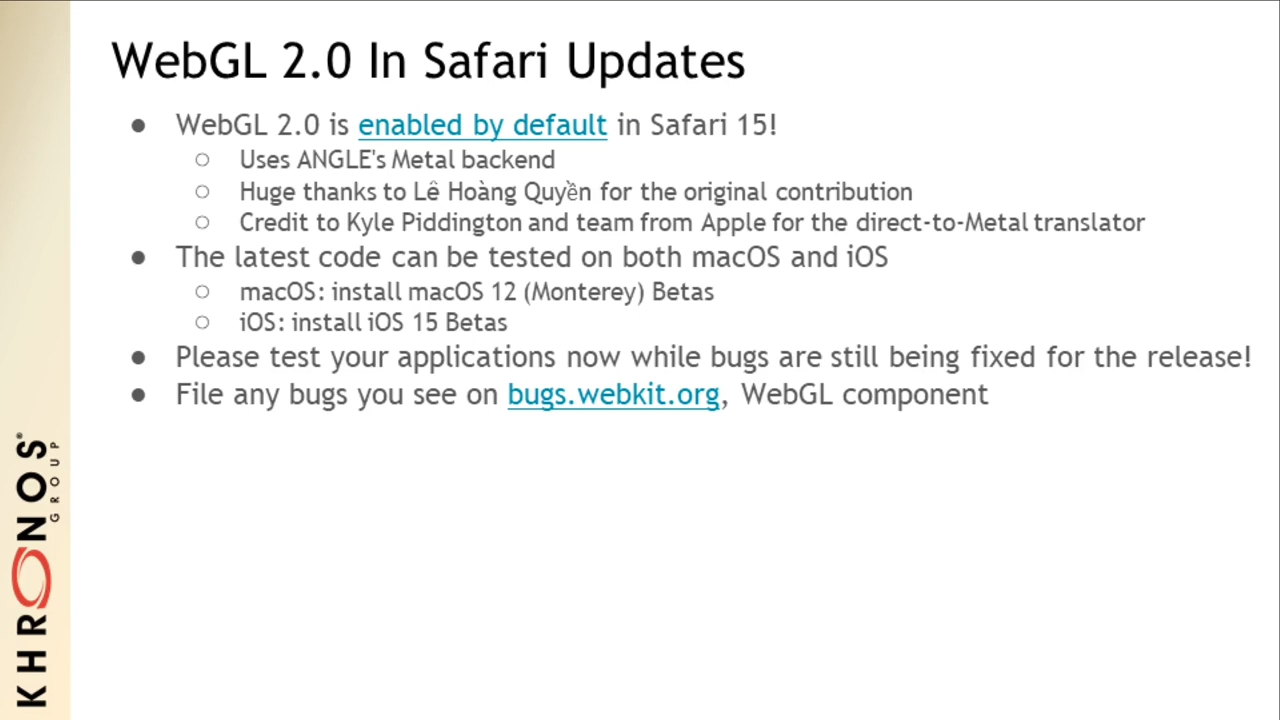 WebGL 2.0 In Safari Updates
● WebGL 2.0 is enabled by default in Safari 15!
○ Uses ANGLE's Metal backend
○ Huge thanks to Lê Hoàng Quyền for the original contribution
○ Credit to Kyle Piddington and team from Apple for the direct-to-Metal translator
● The latest code can be tested on both macOS and iOS
○ macOS: install macOS 12 (Monterey) Betas
○ iOS: install iOS 15 Betas
● Please test your applications now while bugs are still being fixed for the release!
● File any bugs you see on bugs.webkit.org, WebGL component
KHRONOS®
GROUP